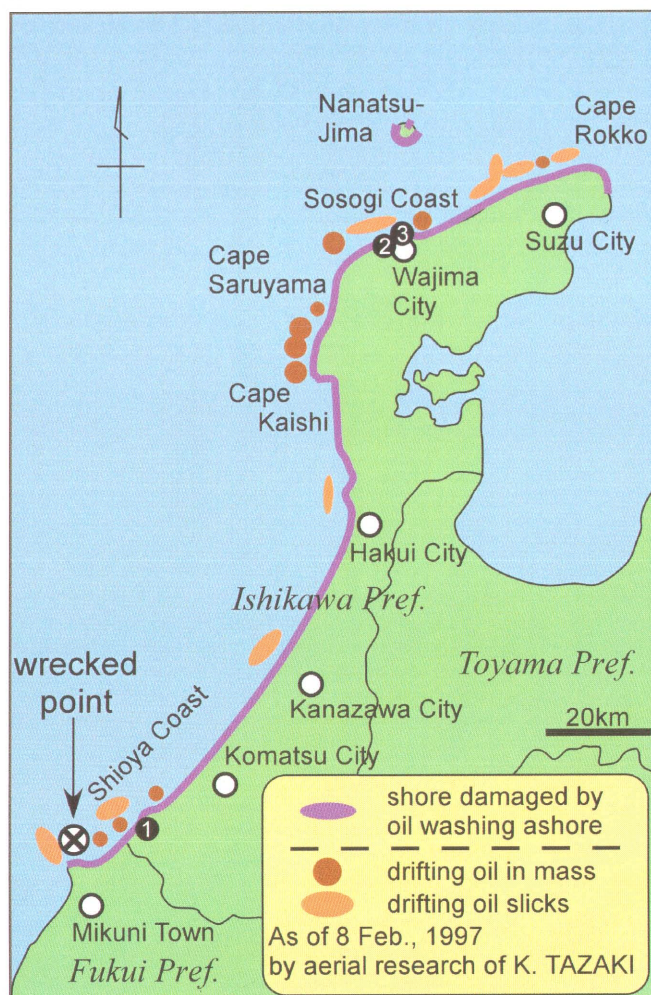 Nanatsu-
Jima
Cape
Rokko
Sosogi Coast
3
2
Suzu City
Cape
Saruyama
Wajima
City
Cape
Kaishi
Hakui City
Ishikawa Pref.
wrecked
point
Toyama Pref.
Shioya Coast
Kanazawa City
20km
Komatsu City
1
shore damaged by
oil washing ashore
drifting oil in mass
drifting oil slicks
As of 8 Feb., 1997
by aerial research of K. TAZAKI
Mikuni Town
Fukui Pref.